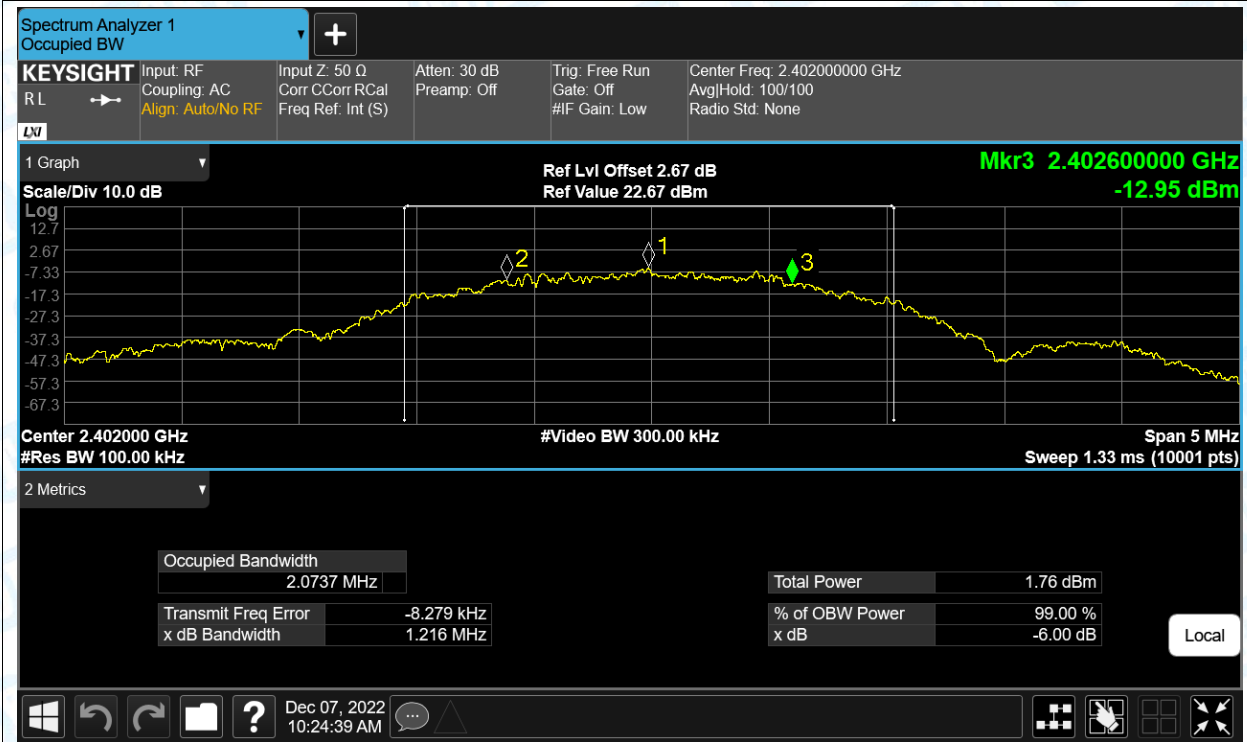 Spectrum Analyzer 1
Occupied BW
KEYSIGHT Input: RF Input Z: 50 Ω Atten: 30 dB Trig: Free Run Center Freq: 2.402000000 GHz
R L Coupling: AC Corr CCorr RCal Preamp: Off Gate: Off Avg|Hold: 100/100
Align: Auto/No RF Freq Ref: Int (S) #IF Gain: Low Radio Std: None
LXI
1 Graph Ref Lvl Offset 2.67 dB Mkr3 2.402600000 GHz
Scale/Div 10.0 dB Ref Value 22.67 dBm -12.95 dBm
Log
12.7
2.67
-7.33
-17.3
-27.3
-37.3
-47.3
-57.3
-67.3
2
1
3
Center 2.402000 GHz #Video BW 300.00 kHz Span 5 MHz
#Res BW 100.00 kHz Sweep 1.33 ms (10001 pts)
2 Metrics
Occupied Bandwidth
2.0737 MHz Total Power 1.76 dBm
Transmit Freq Error -8.279 kHz % of OBW Power 99.00 %
x dB Bandwidth 1.216 MHz x dB -6.00 dB
Local
? Dec 07, 2022
10:24:39 AM